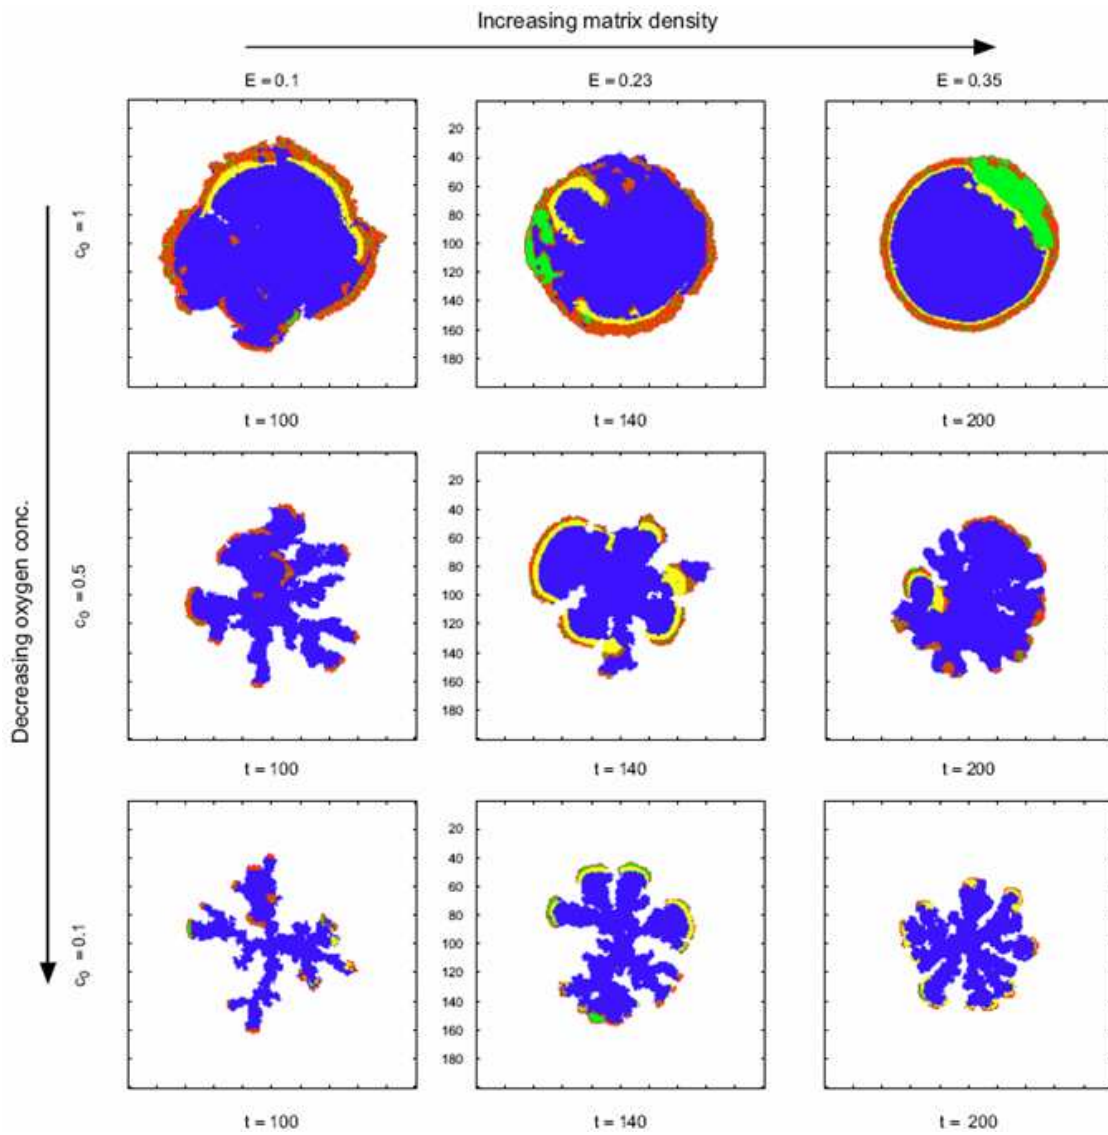 Increasing matrix density
E = 0.1
E = 0.23
E = 0.35
Decreasing oxygen conc.
c0 = 1
20
40
60
80
100
120
140
160
180
t = 100
t = 140
t = 200
c0 = 0.5
20
40
60
80
100
120
140
160
180
t = 100
t = 140
t = 200
c0 = 0.1
20
40
60
80
100
120
140
160
180
t = 100
t = 140
t = 200